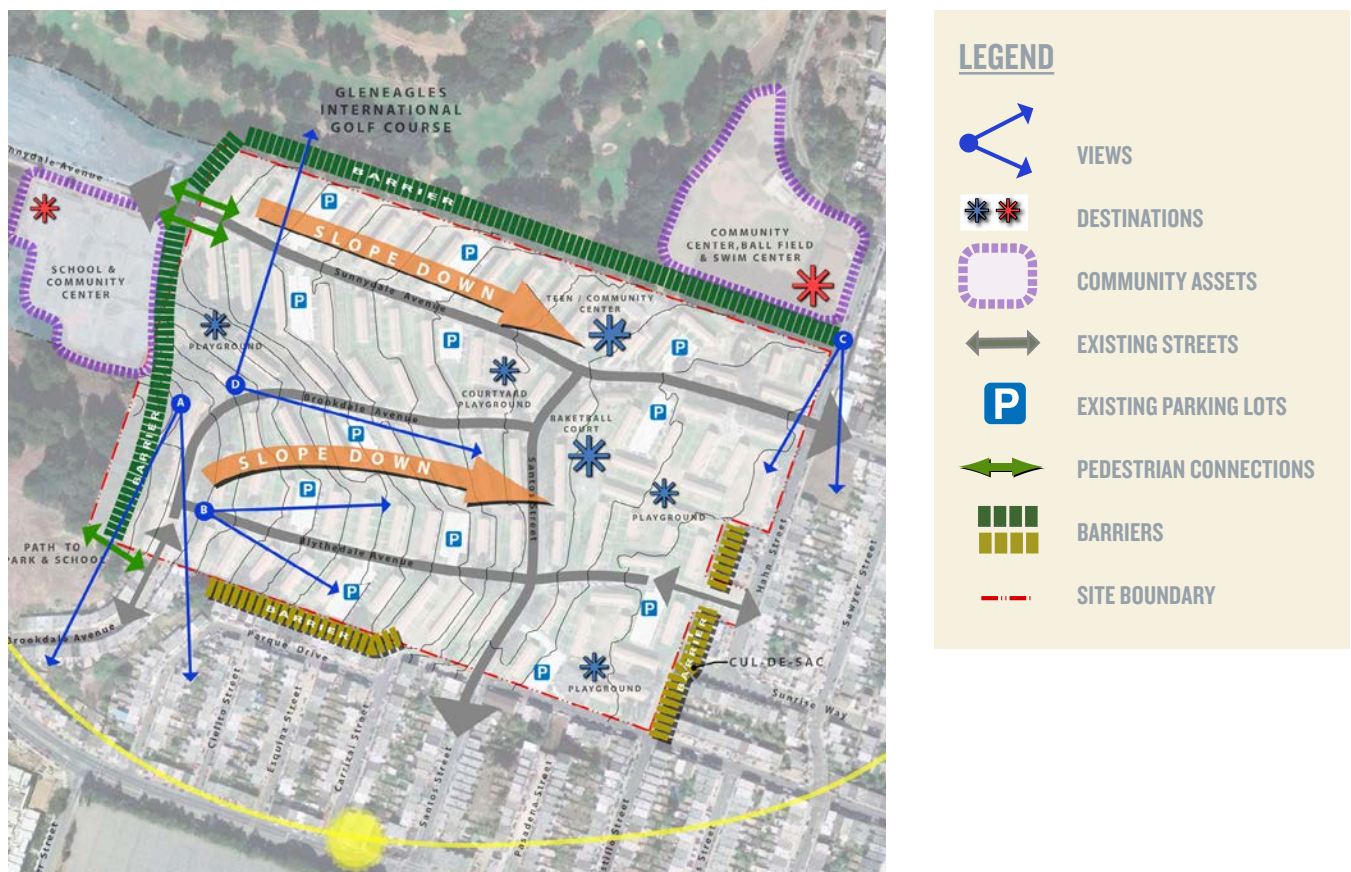 GLENEAGLES
INTERNATIONAL
GOLF COURSE
BARRIER
COMMUNITY
CENTER, BALL FIELD
& SWIM CENTER
Avenue
SCHOOL &
COMMUNITY
CENTER
P
P
P
P
P
P
P
P
P
P
P
P
SLOPE DOWN
Sunnydale Avenue
TEEN / COMMUNITY
CENTER
PLAYGROUND
COURTYARD
PLAYGROUND
C
D
A
Brookdale Avenue
BAKETBALL
COURT
BARRIER
SLOPE DOWN
Santos Street
PLAYGROUND
B
Blythedale Avenue
PATH TO
PARK & SCHOOL
Hahn Street
Sawyer Street
Brookdale Avenue
BARRIER
Parque Drive
BARRIER
CUL-DE-SAC
PLAYGROUND
Sunrise Way
Cielito Street
Esquina Street
Carrizal Street
Santos Street
Pasadena Street
Street
Street
Street
LEGEND
VIEWS
DESTINATIONS
COMMUNITY ASSETS
EXISTING STREETS
P
EXISTING PARKING LOTS
PEDESTRIAN CONNECTIONS
BARRIERS
SITE BOUNDARY